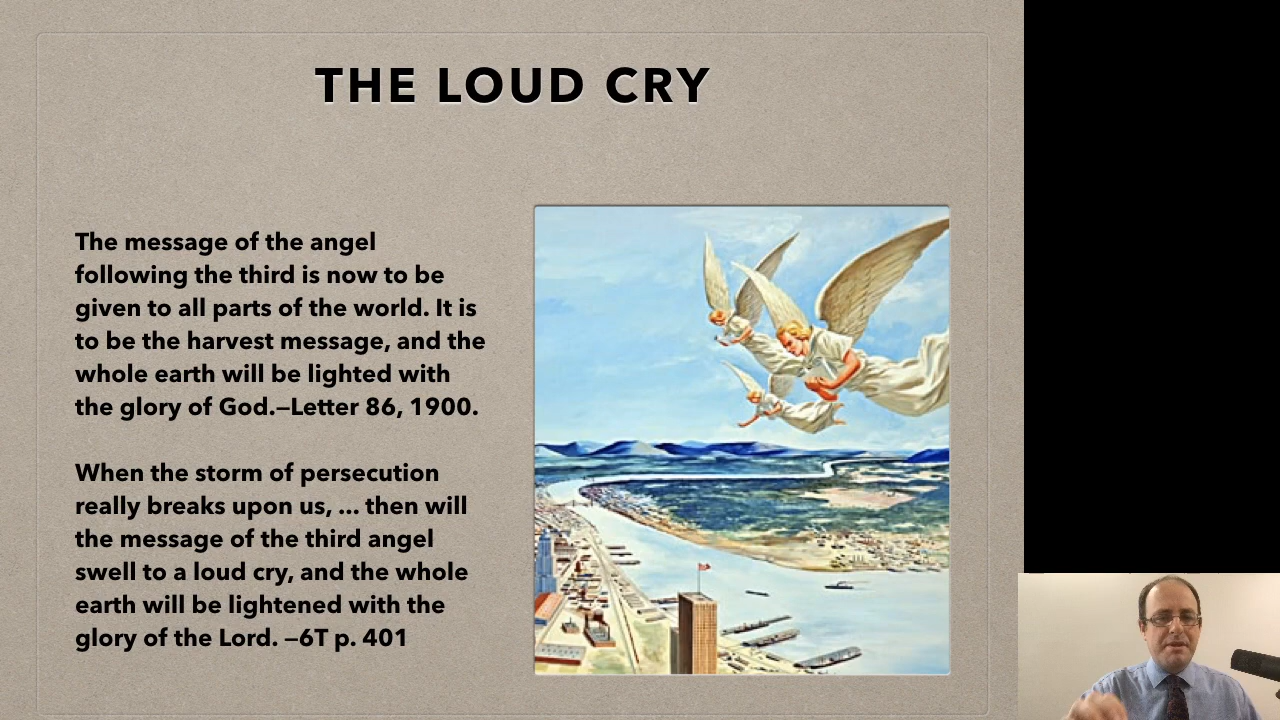 THE LOUD CRY
The message of the angel
following the third is now to be
given to all parts of the world. It is
to be the harvest message, and the
whole earth will be lighted with
the glory of God.—Letter 86, 1900.
When the storm of persecution
really breaks upon us, ... then will
the message of the third angel
swell to a loud cry, and the whole
earth will be lightened with the
glory of the Lord. —6T p. 401